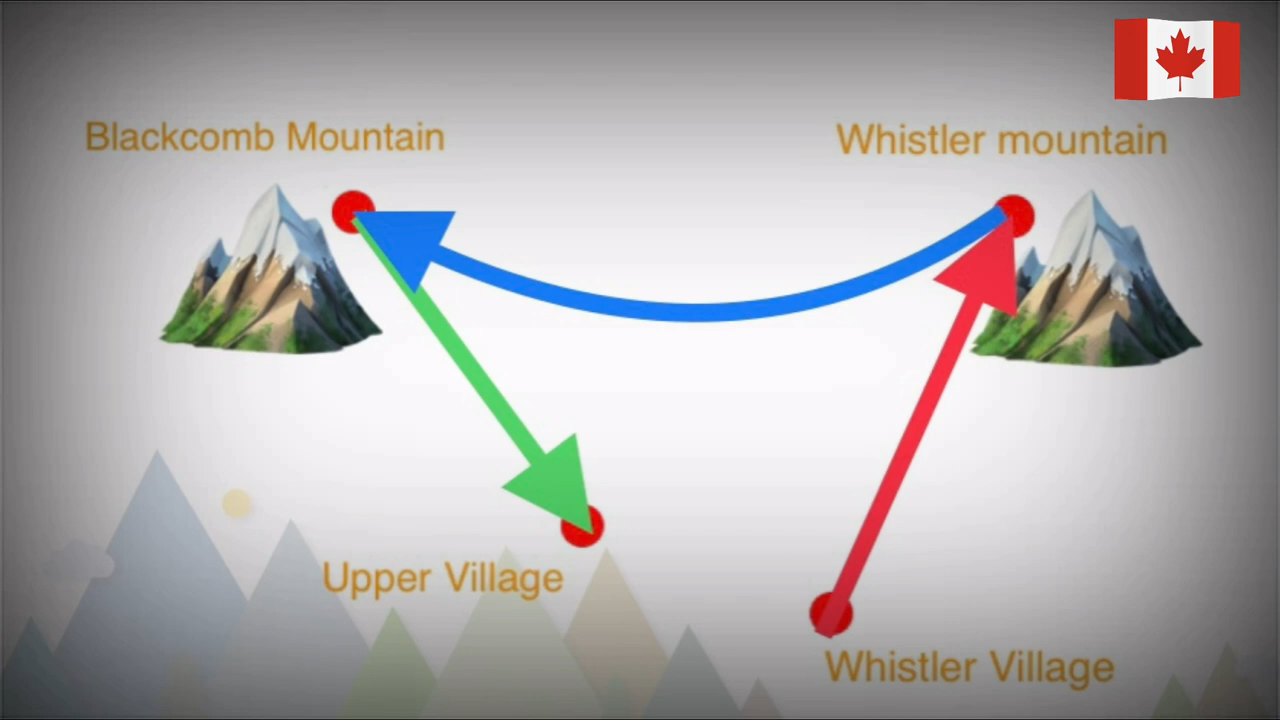 Blackcomb Mountain
Whistler mountain
Upper Village
Whistler Village